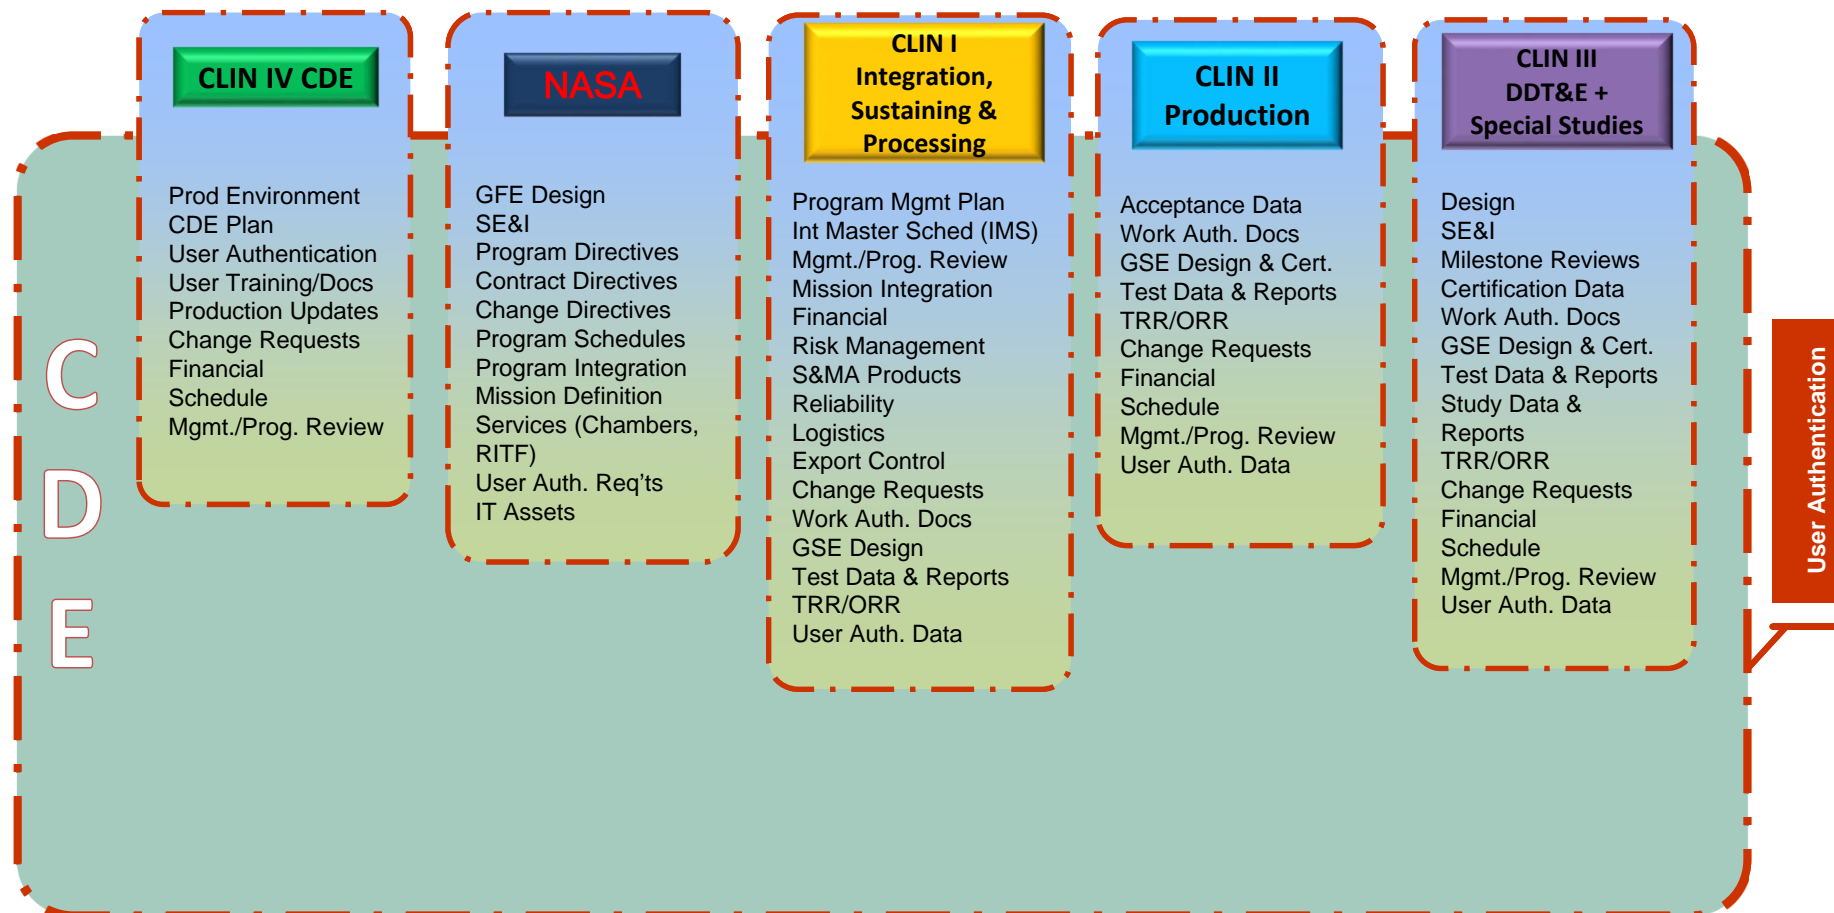 CLIN IV CDE
Prod Environment
CDE Plan
User Authentication
User Training/Docs
Production Updates
Change Requests
Financial
Schedule
Mgmt./Prog. Review
NASA
GFE Design
SE&I
Program Directives
Contract Directives
Change Directives
Program Schedules
Program Integration
Mission Definition
Services (Chambers,
RITF)
User Auth. Req'ts
IT Assets
CLIN I
Integration,
Sustaining &
Processing
Program Mgmt Plan
Int Master Sched (IMS)
Mgmt./Prog. Review
Mission Integration
Financial
Risk Management
S&MA Products
Reliability
Logistics
Export Control
Change Requests
Work Auth. Docs
GSE Design
Test Data & Reports
TRR/ORR
User Auth. Data
CLIN II
Production
Acceptance Data
Work Auth. Docs
GSE Design & Cert.
Test Data & Reports
TRR/ORR
Change Requests
Financial
Schedule
Mgmt./Prog. Review
User Auth. Data
CLIN III
DDT&E +
Special Studies
Design
SE&I
Milestone Reviews
Certification Data
Work Auth. Docs
GSE Design & Cert.
Test Data & Reports
Study Data &
Reports
TRR/ORR
Change Requests
Financial
Schedule
Mgmt./Prog. Review
User Auth. Data
C
D
E
User Authentication